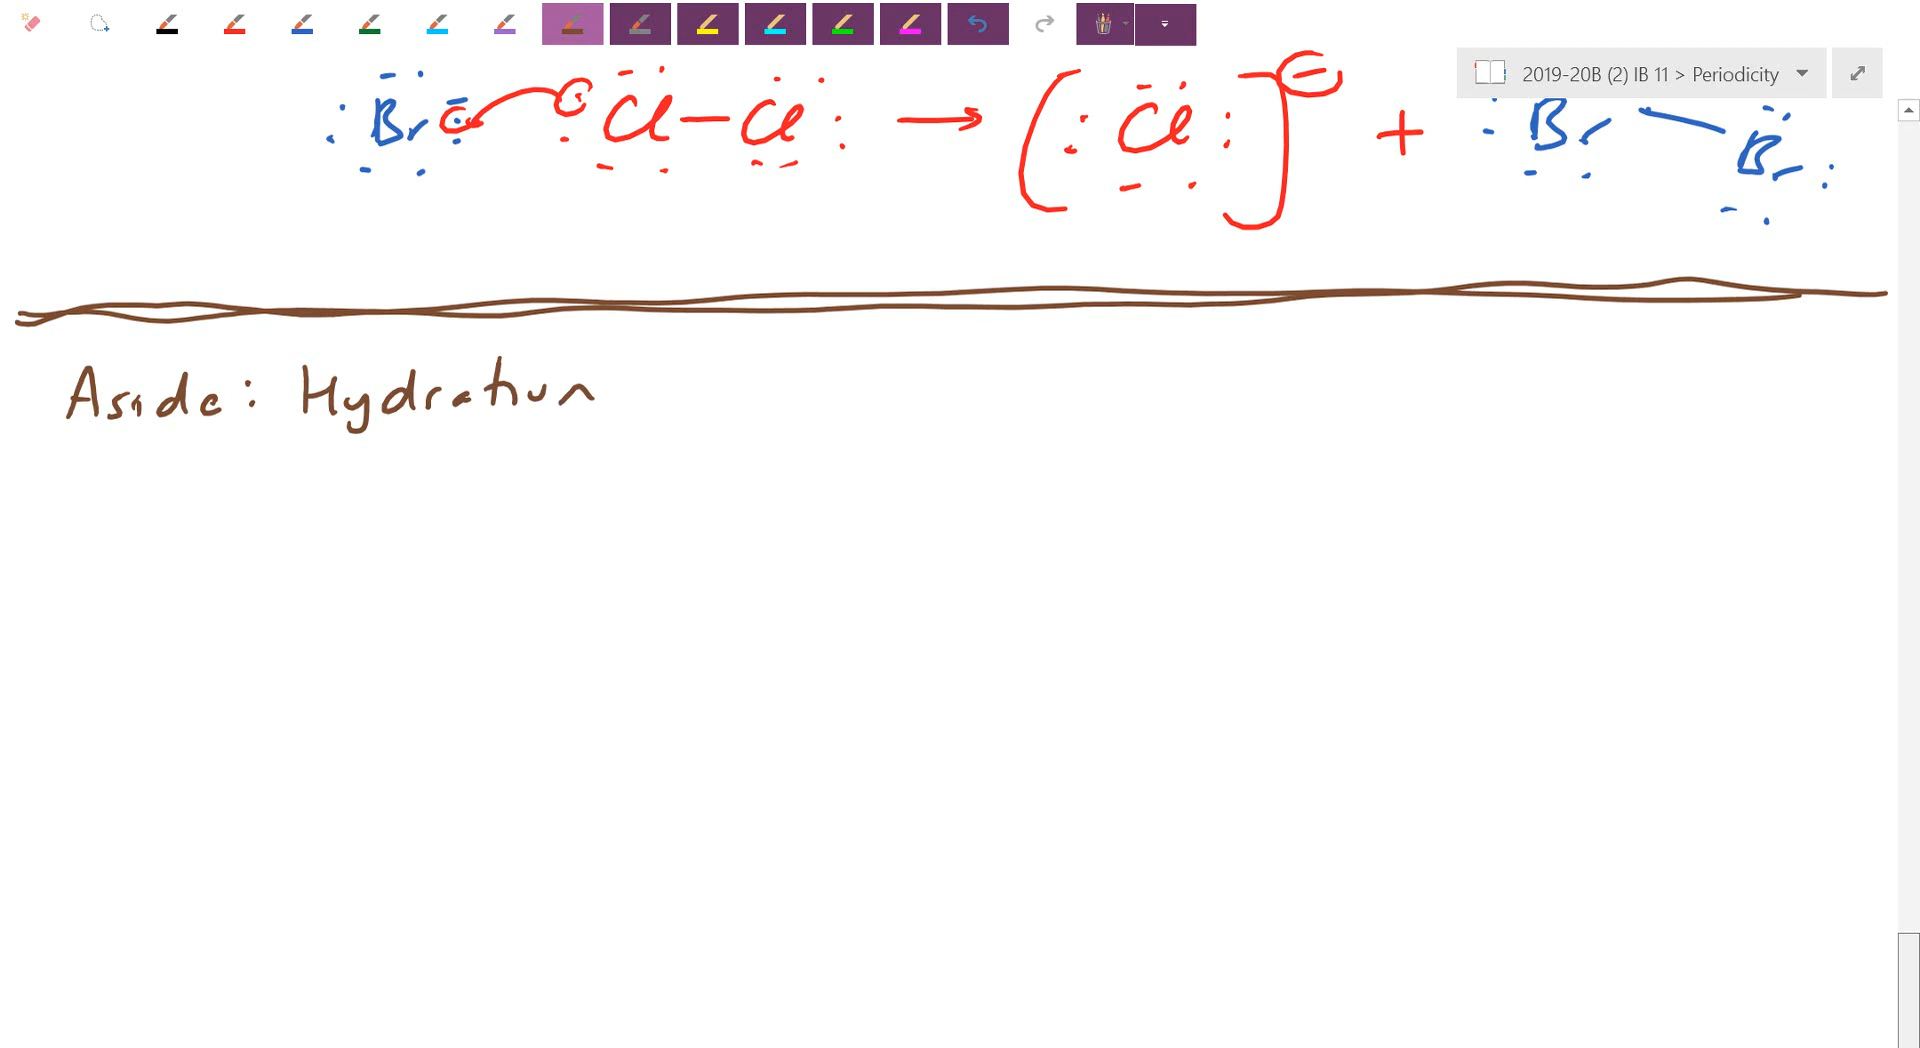 2019-20B (2) IB 11 > Periodicity
Br Cl — Cl → [Cl]⊖ + Br — Br
Aside: Hydration